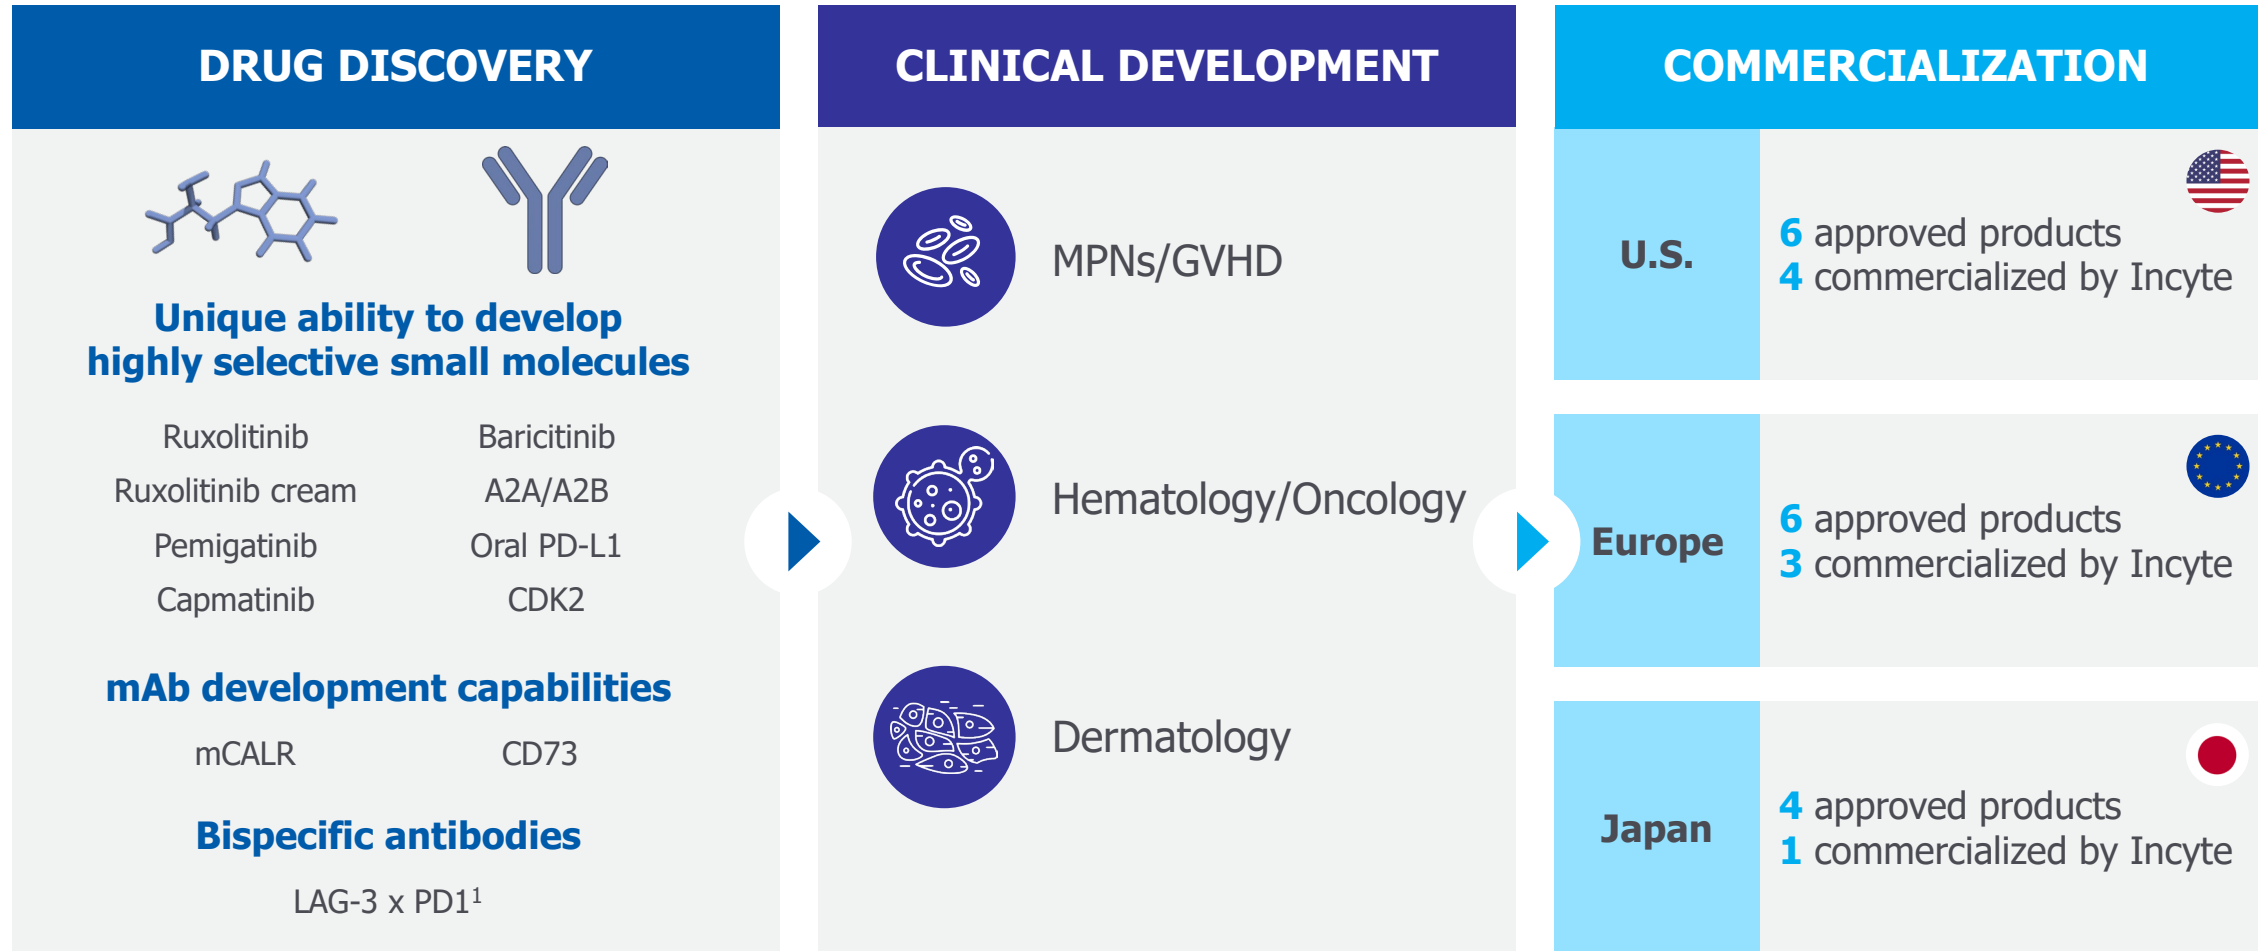 DRUG DISCOVERY
Unique ability to develop
highly selective small molecules
Ruxolitinib Baricitinib
Ruxolitinib cream A2A/A2B
Pemigatinib Oral PD-L1
Capmatinib CDK2
mAb development capabilities
mCALR CD73
Bispecific antibodies
LAG-3 x PD1¹
CLINICAL DEVELOPMENT
MPNs/GVHD
Hematology/Oncology
Dermatology
COMMERCIALIZATION
U.S.
6 approved products
4 commercialized by Incyte
Europe
6 approved products
3 commercialized by Incyte
Japan
4 approved products
1 commercialized by Incyte